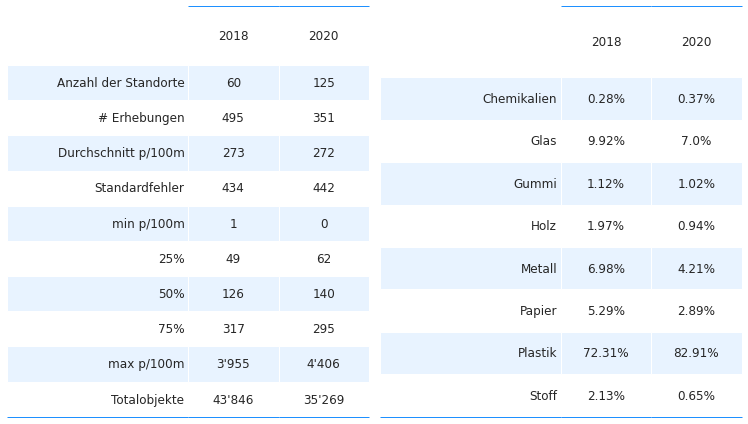 2018 2020
Anzahl der Standorte 60 125
# Erhebungen 495 351
Durchschnitt p/100m 273 272
Standardfehler 434 442
min p/100m 1 0
25% 49 62
50% 126 140
75% 317 295
max p/100m 3'955 4'406
Totalobjekte 43'846 35'269
2018 2020
Chemikalien 0.28% 0.37%
Glas 9.92% 7.0%
Gummi 1.12% 1.02%
Holz 1.97% 0.94%
Metall 6.98% 4.21%
Papier 5.29% 2.89%
Plastik 72.31% 82.91%
Stoff 2.13% 0.65%